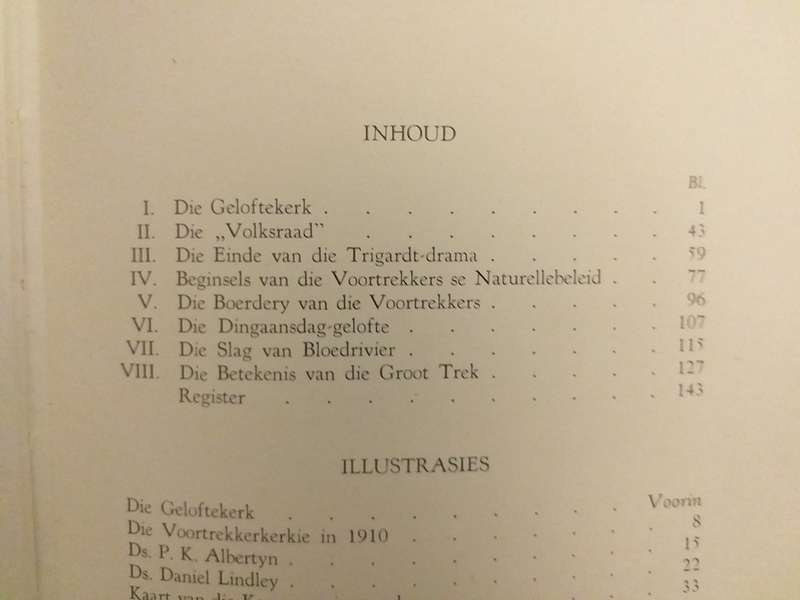 INHOUD
Bl.
I. Die Geloftekerk . . . . . . . . . 1
II. Die „Volksraad” . . . . . . . . 43
III. Die Einde van die Trigardt-drama . . . . . 59
IV. Beginsels van die Voortrekkers se Naturellebeleid . . 77
V. Die Boerdery van die Voortrekkers . . . . . 96
VI. Die Dingaansdag-gelofte . . . . . . . 107
VII. Die Slag van Bloedrivier . . . . . . . 115
VIII. Die Betekenis van die Groot Trek . . . . . 127
Register . . . . . . . . . . 143
ILLUSTRASIES
Die Geloftekerk . . . . . . . . Voorin
Die Voortrekkerkerkie in 1910 . . . . . . . 8
Ds. P. K. Albertyn . . . . . . . . . 15
Ds. Daniel Lindley . . . . . . . . . 22
Kaart van die 33